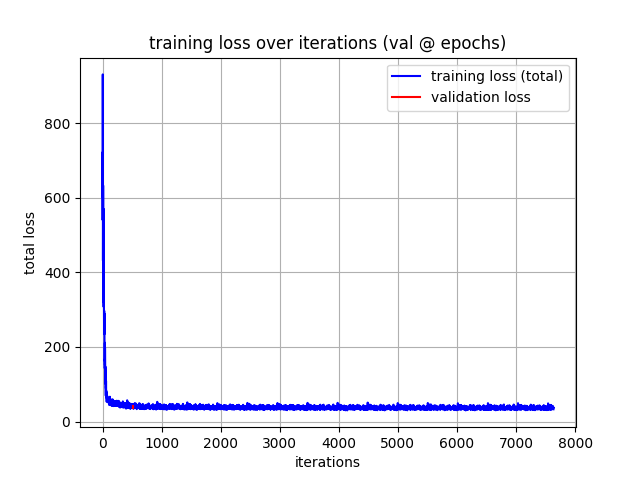 training loss over iterations (val @ epochs)
training loss (total)
validation loss
total loss
800
600
400
200
0
0 1000 2000 3000 4000 5000 6000 7000 8000
iterations